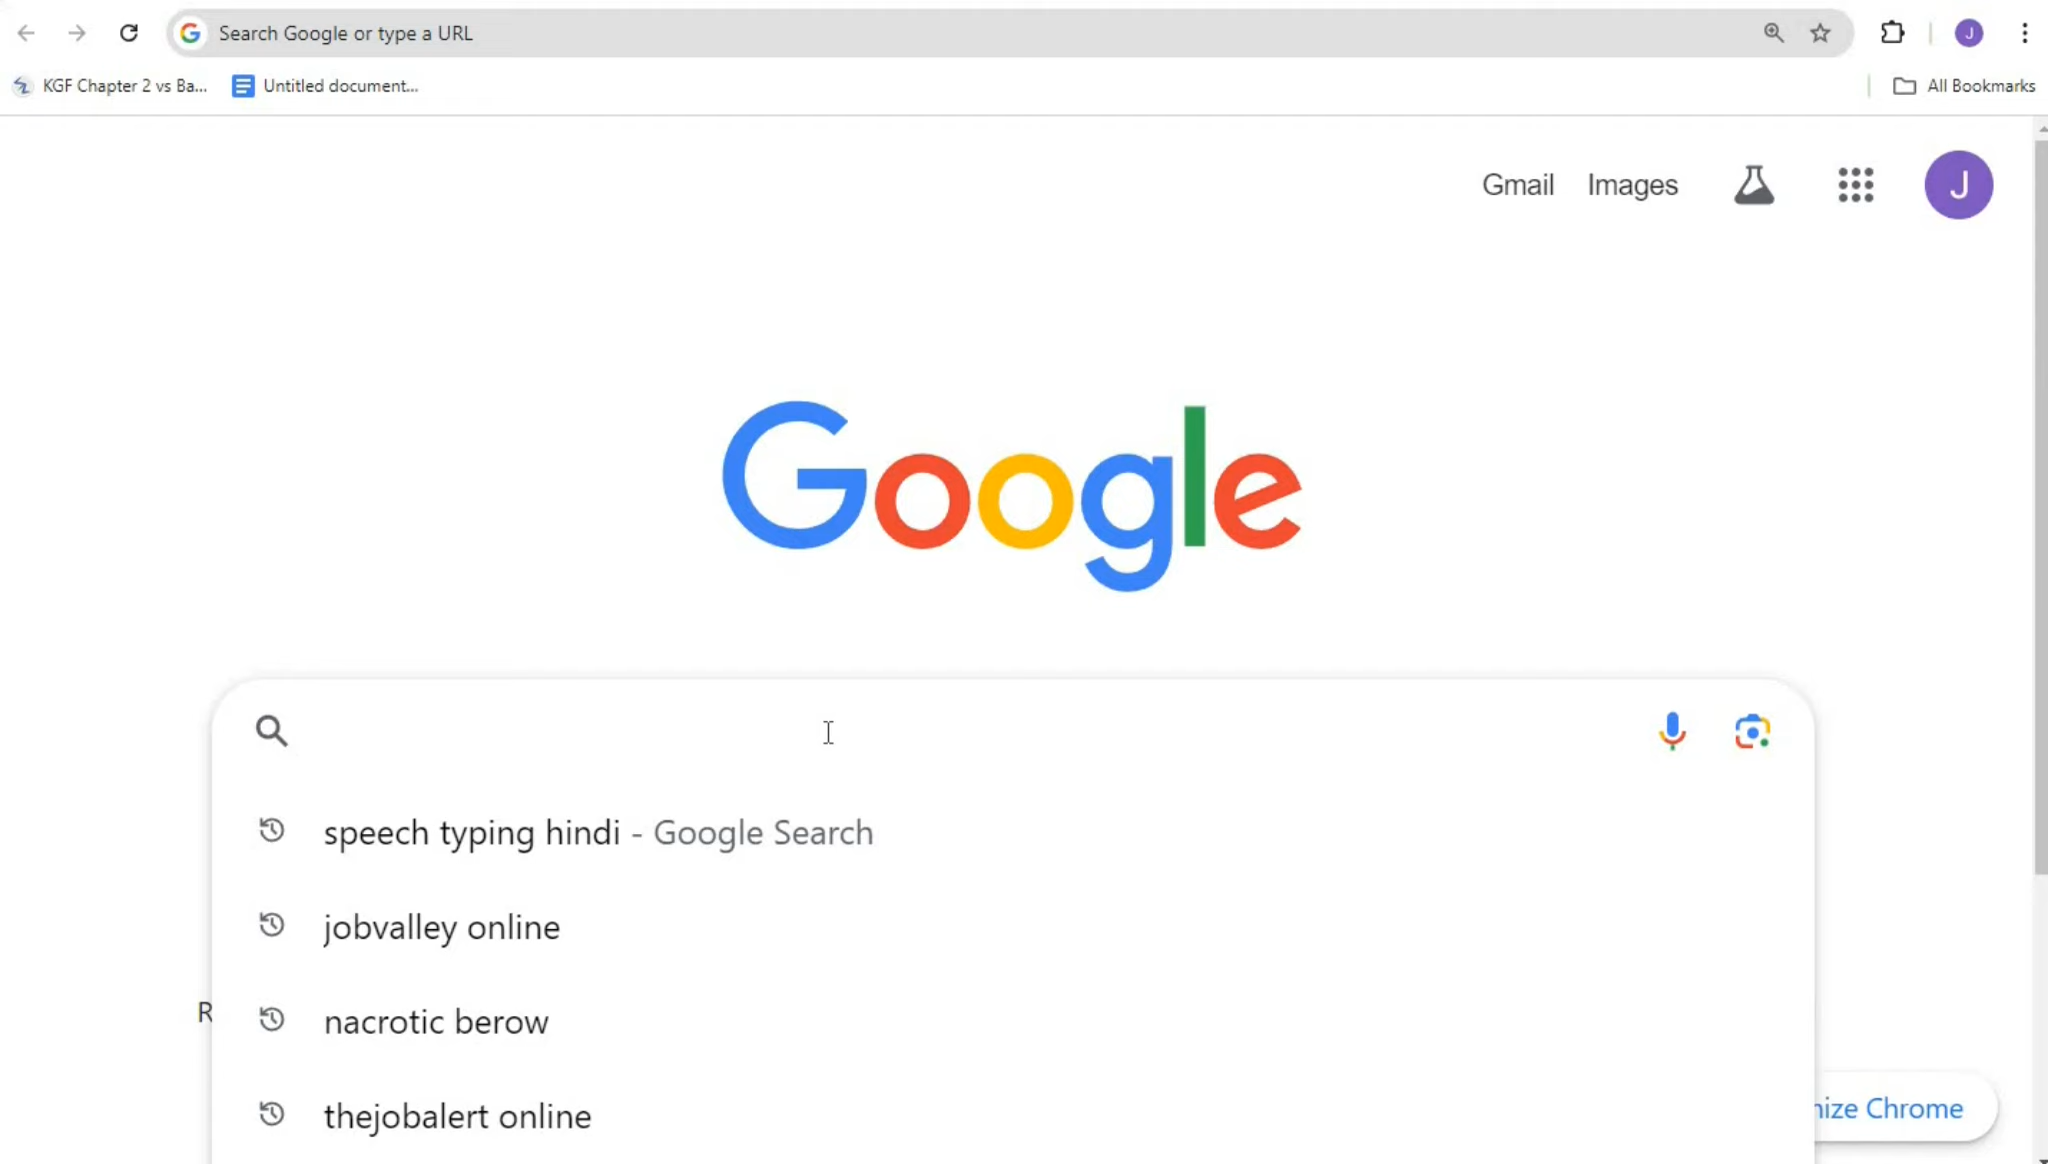 Search Google or type a URL
J
KGF Chapter 2 vs Ba...
Untitled document...
All Bookmarks
Gmail
Images
J
Google
speech typing hindi - Google Search
jobvalley online
nacrotic berow
thejobalert online
R
nize Chrome